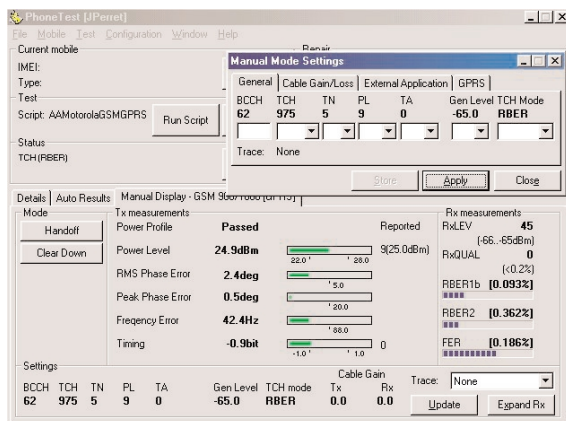 PhoneTest [JPerret]
File Mobile Test Configuration Window Help
Current mobile
IMEI:
Type:
Test
Script: AAMotorolaGSMGPRS Run Script
Status
TCH (RBER)
Repair
Manual Mode Settings
General Cable Gain/Loss External Application GPRS
BCCH TCH TN PL TA Gen Level TCH Mode
62 975 5 9 0 -65.0 RBER
Trace: None
Store Apply Close
Details Auto Results Manual Display - GSM 900/1800 [GPRS]
Mode
Handoff
Clear Down
Tx measurements
Power Profile Passed Reported
Power Level 24.9dBm 22.0 ' ' 28.0 9(25.0dBm)
RMS Phase Error 2.4deg ' 5.0
Peak Phase Error 0.5deg ' 20.0
Freqency Error 42.4Hz ' 88.0
Timing -0.9bit -1.0 ' ' 1.0 0
Rx measurements
RxLEV 45
(-66..-65dBm)
RxQUAL 0
(<0.2%)
RBER1b [0.093%]
RBER2 [0.362%]
FER [0.186%]
Settings
Cable Gain
BCCH TCH TN PL TA Gen Level TCH mode Tx Rx
62 975 5 9 0 -65.0 RBER 0.0 0.0
Trace: None
Update Expand Rx